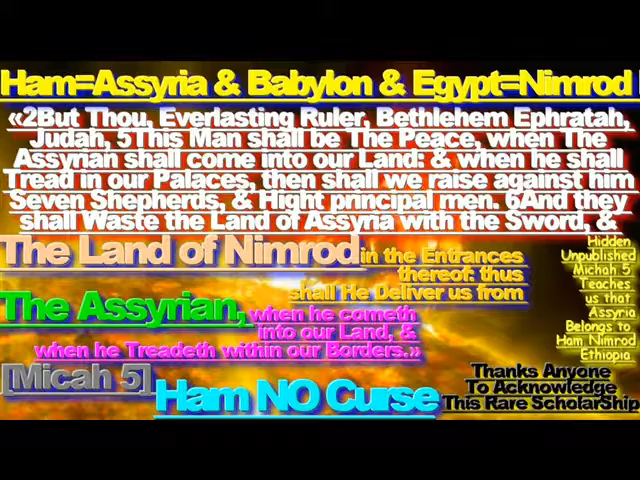 Ham=Assyria & Babylon & Egypt=Nimrod
«2But Thou, Everlasting Ruler, Bethlehem Ephratah,
Judah, 5This Man shall be The Peace, when The
Assyrian shall come into our Land: & when he shall
Tread in our Palaces, then shall we raise against him
Seven Shepherds, & Hight principal men. 6And they
shall Waste the Land of Assyria with the Sword, &
The Land of Nimrod in the Entrances
thereof: thus
shall He Deliver us from
The Assyrian, when he cometh
into our Land, &
when he Treadeth within our Borders.»
[Micah 5]
Ham NO Curse
Hidden
Unpublished
Michah 5
Teaches
us that
Assyria
Belongs to
Ham Nimrod
Ethiopia
Thanks Anyone
To Acknowledge
This Rare ScholarShip